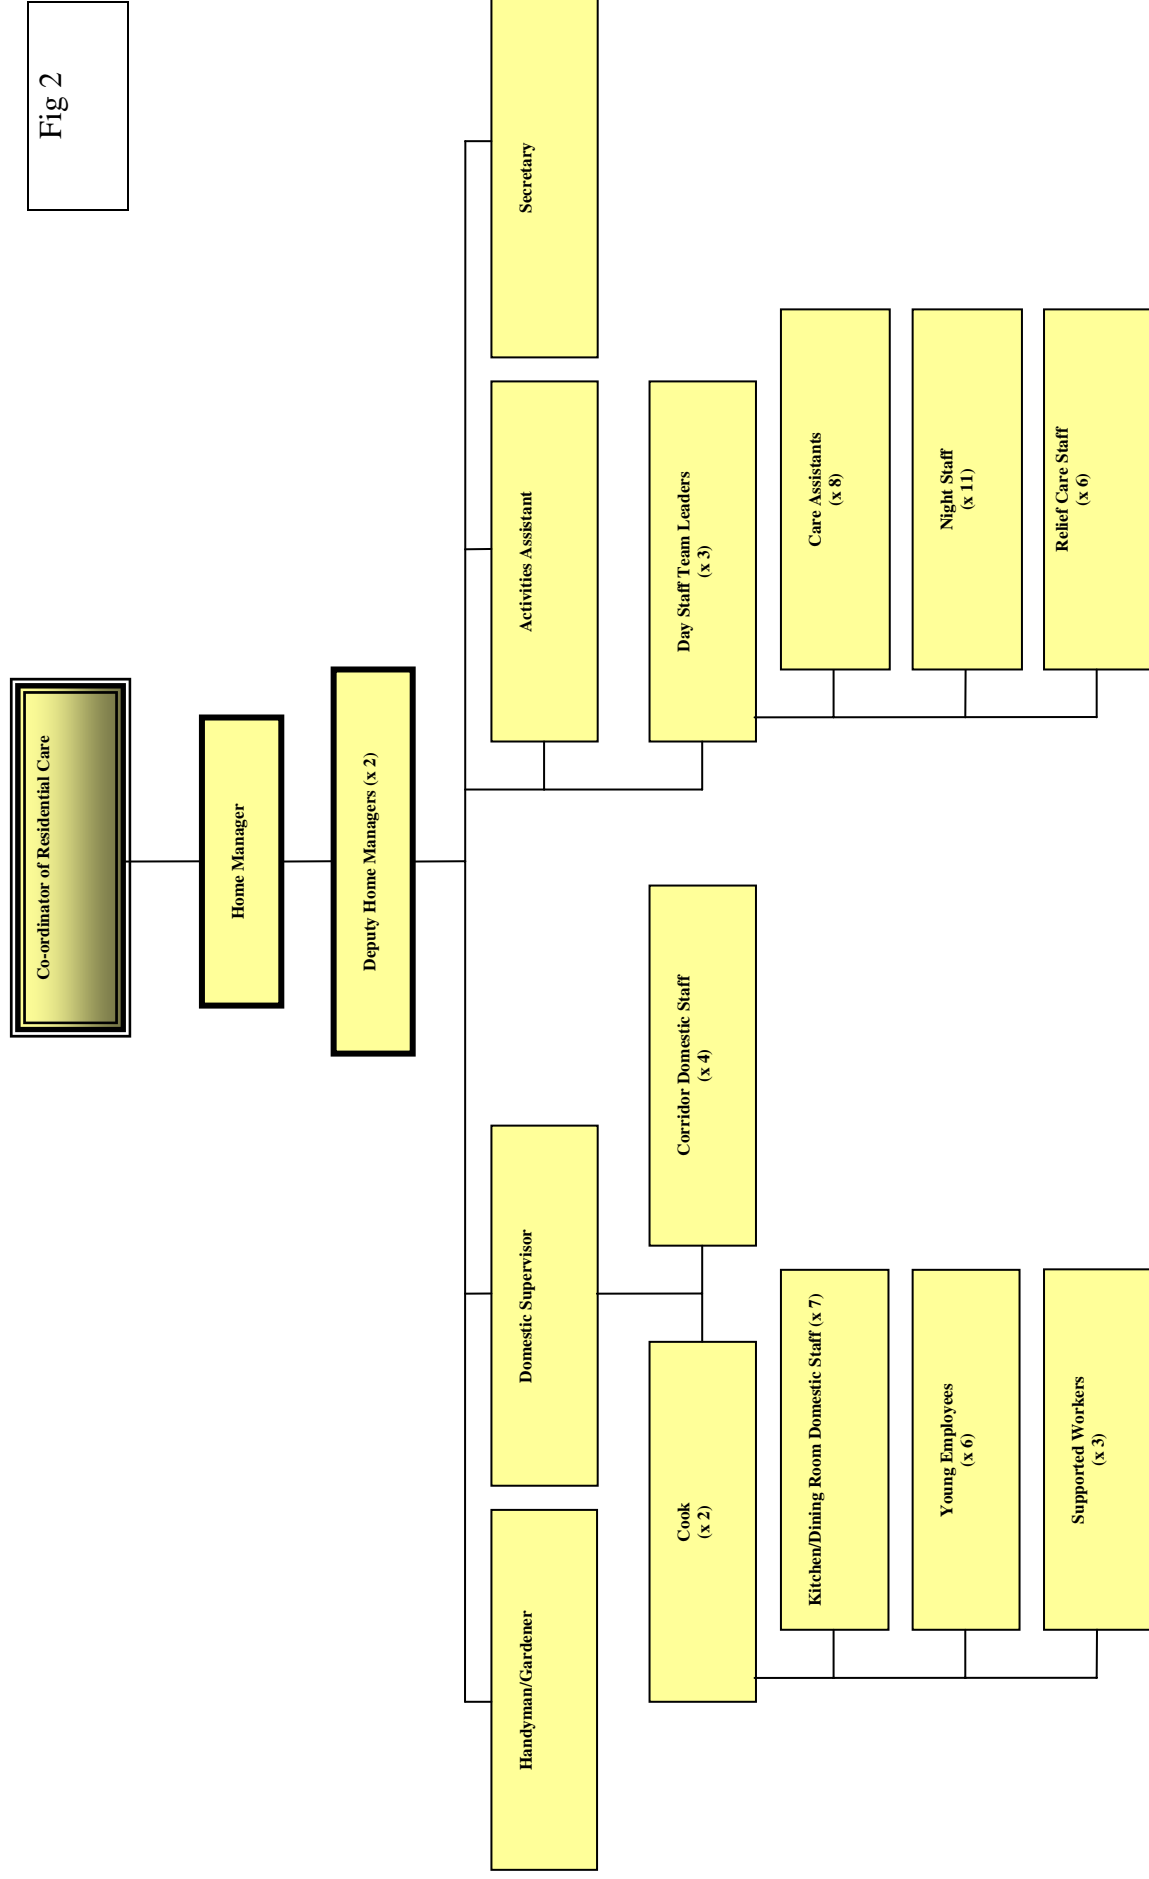 Fig 2
Co-ordinator of Residential Care
Home Manager
Deputy Home Managers (x 2)
Handyman/Gardener
Domestic Supervisor
Activities Assistant
Secretary
Cook
(x 2)
Corridor Domestic Staff
(x 4)
Day Staff Team Leaders
(x 3)
Kitchen/Dining Room Domestic Staff (x 7)
Young Employees
(x 6)
Supported Workers
(x 3)
Care Assistants
(x 8)
Night Staff
(x 11)
Relief Care Staff
(x 6)